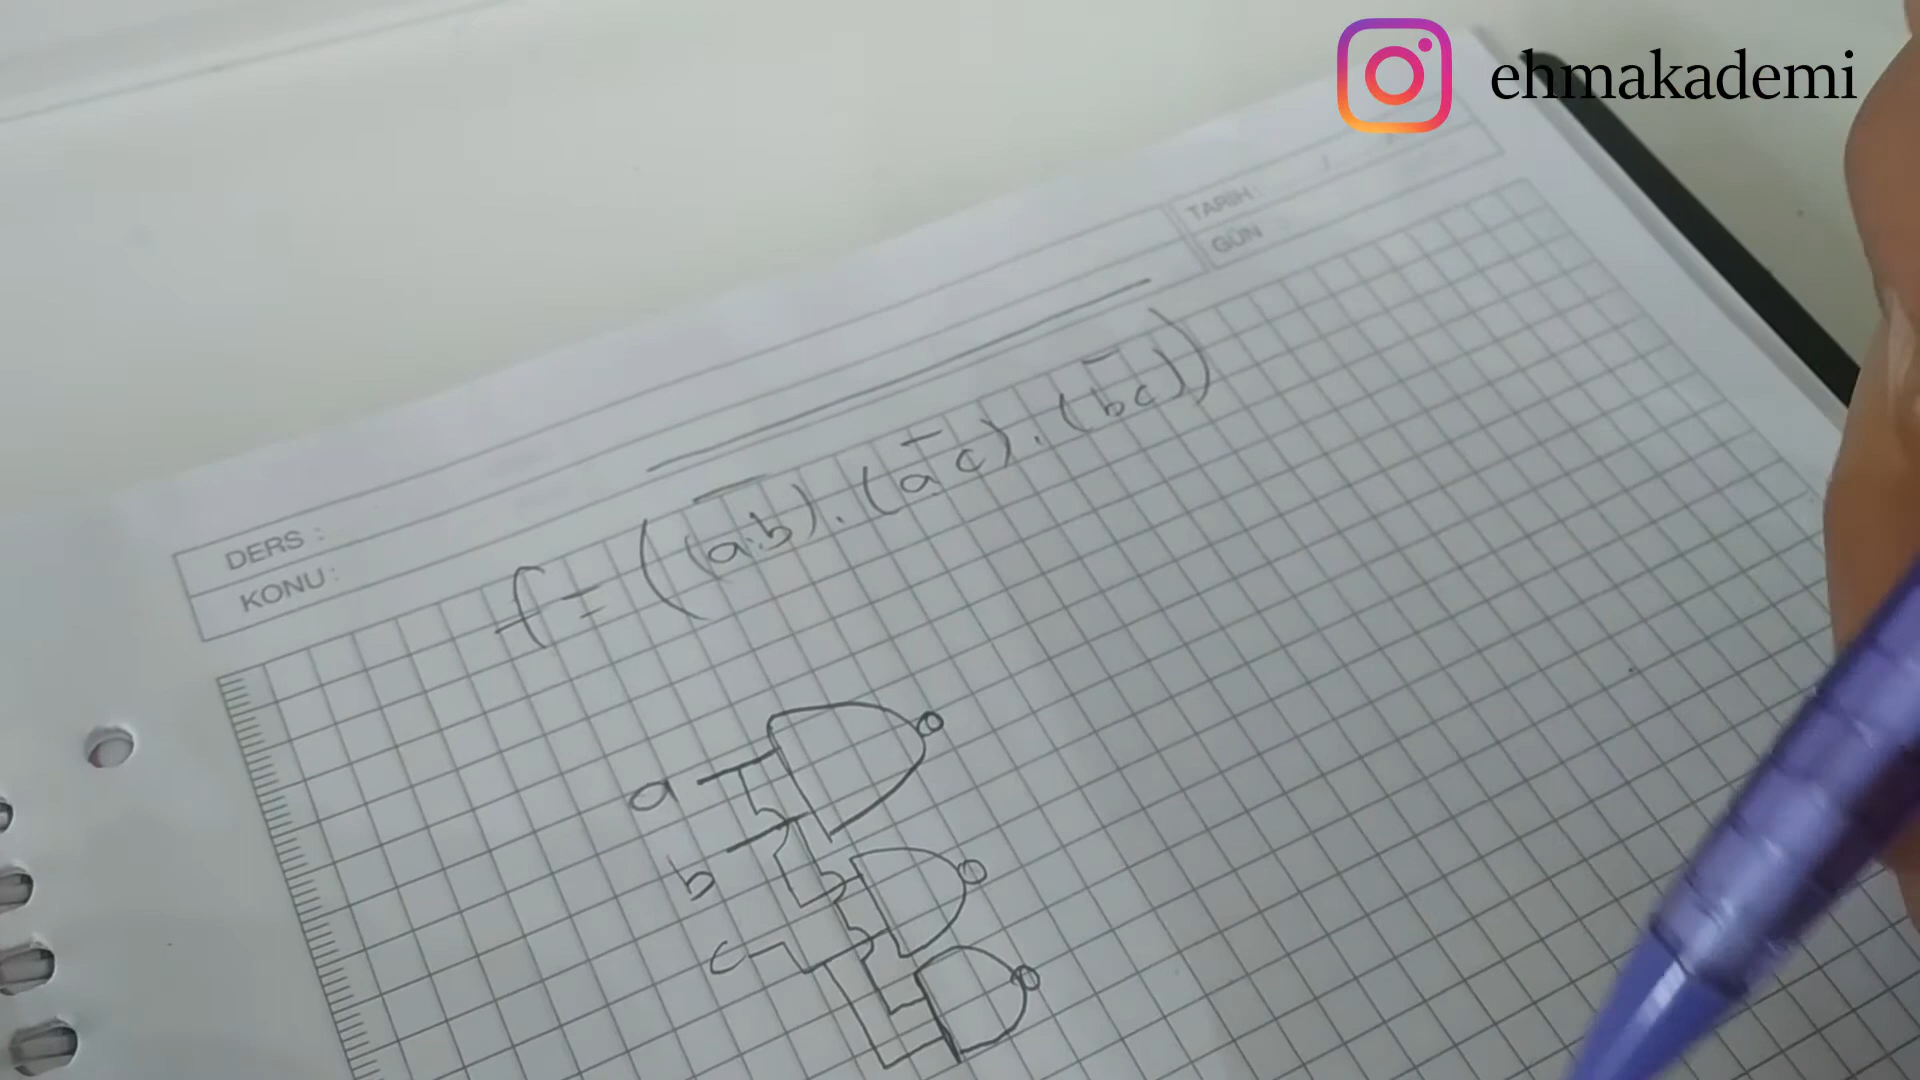 ehmakademi
TARİH:
GÜN
DERS :
KONU :
f = ((a.b) . (a c) . (b c))
a
b
c